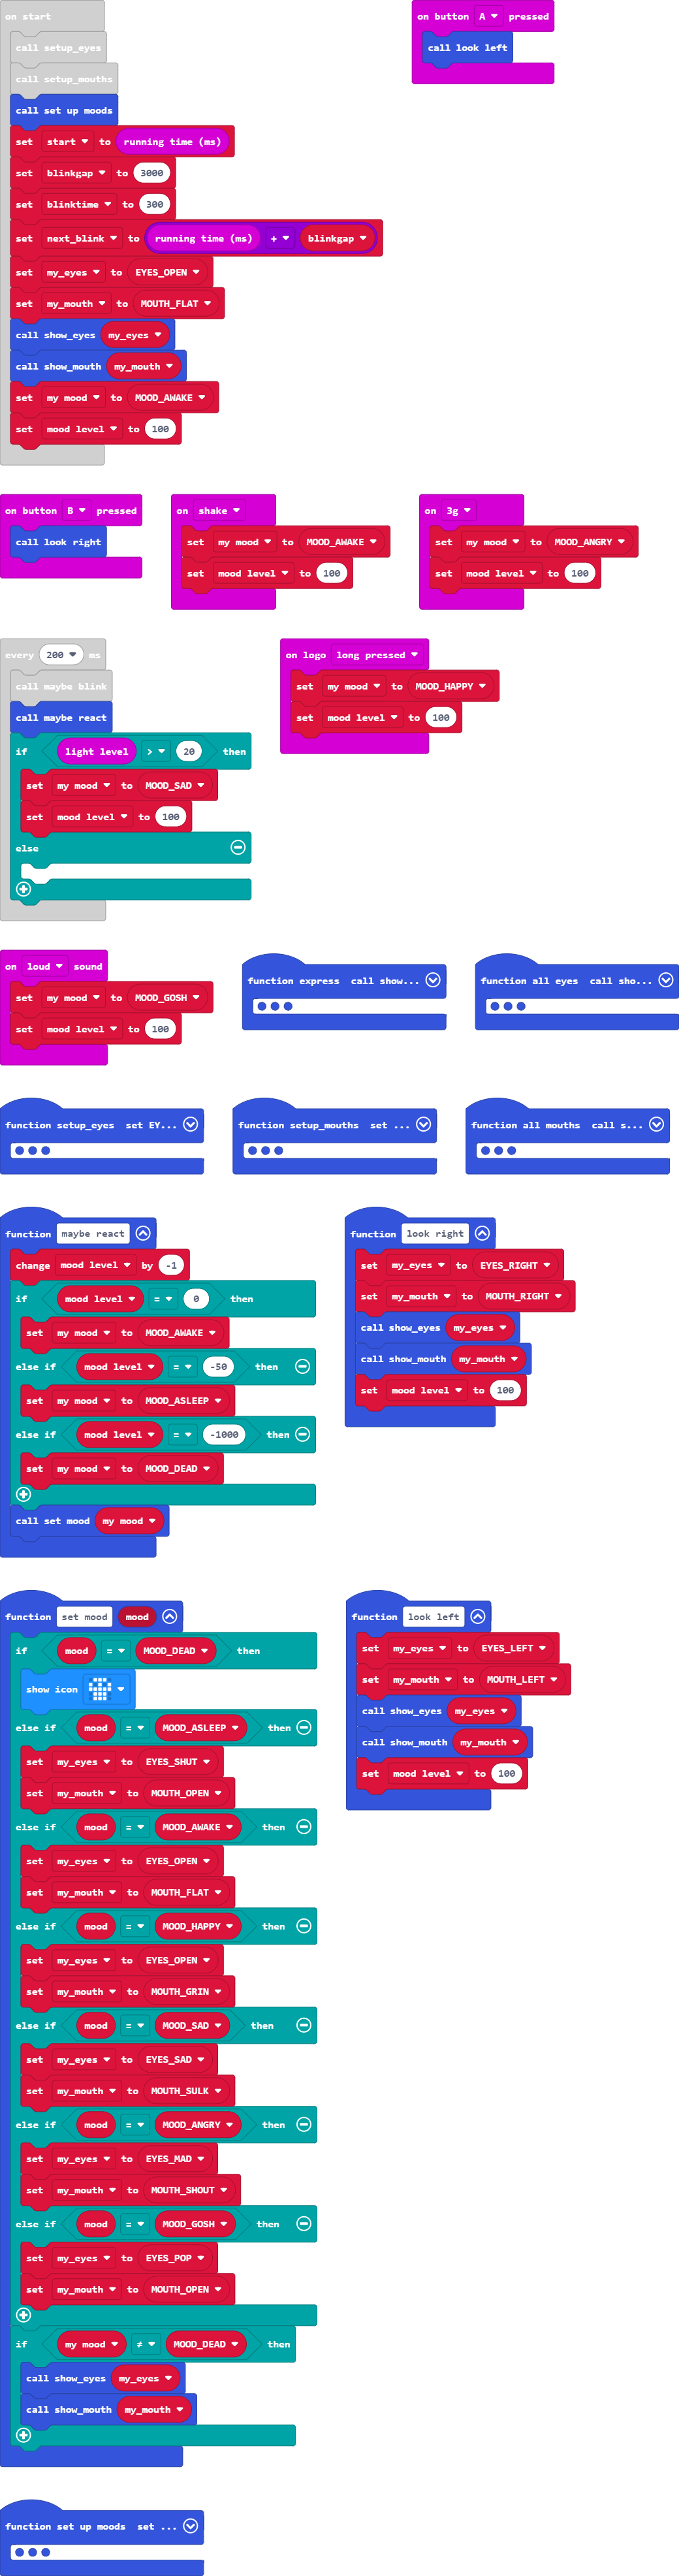 on start
call setup_eyes
call setup_mouths
call set up moods
set start to running time (ms)
set blinkgap to 3000
set blinktime to 300
set next_blink to running time (ms) + blinkgap
set my_eyes to EYES_OPEN
set my_mouth to MOUTH_FLAT
call show_eyes my_eyes
call show_mouth my_mouth
set my mood to MOOD_AWAKE
set mood level to 100
on button A pressed
call look left
on button B pressed
call look right
on shake
set my mood to MOOD_AWAKE
set mood level to 100
on 3g
set my mood to MOOD_ANGRY
set mood level to 100
every 200 ms
call maybe blink
call maybe react
if light level > 20 then
set my mood to MOOD_SAD
set mood level to 100
else
on logo long pressed
set my mood to MOOD_HAPPY
set mood level to 100
on loud sound
set my mood to MOOD_GOSH
set mood level to 100
function express call show...
function all eyes call sho...
function setup_eyes set EY...
function setup_mouths set ...
function all mouths call s...
function maybe react
change mood level by -1
if mood level = 0 then
set my mood to MOOD_AWAKE
else if mood level = -50 then
set my mood to MOOD_ASLEEP
else if mood level = -1000 then
set my mood to MOOD_DEAD
call set mood my mood
function look right
set my_eyes to EYES_RIGHT
set my_mouth to MOUTH_RIGHT
call show_eyes my_eyes
call show_mouth my_mouth
set mood level to 100
function set mood mood
if mood = MOOD_DEAD then
show icon
else if mood = MOOD_ASLEEP then
set my_eyes to EYES_SHUT
set my_mouth to MOUTH_OPEN
else if mood = MOOD_AWAKE then
set my_eyes to EYES_OPEN
set my_mouth to MOUTH_FLAT
else if mood = MOOD_HAPPY then
set my_eyes to EYES_OPEN
set my_mouth to MOUTH_GRIN
else if mood = MOOD_SAD then
set my_eyes to EYES_SAD
set my_mouth to MOUTH_SULK
else if mood = MOOD_ANGRY then
set my_eyes to EYES_MAD
set my_mouth to MOUTH_SHOUT
else if mood = MOOD_GOSH then
set my_eyes to EYES_POP
set my_mouth to MOUTH_OPEN
if my mood ≠ MOOD_DEAD then
call show_eyes my_eyes
call show_mouth my_mouth
function look left
set my_eyes to EYES_LEFT
set my_mouth to MOUTH_LEFT
call show_eyes my_eyes
call show_mouth my_mouth
set mood level to 100
function set up moods set ...